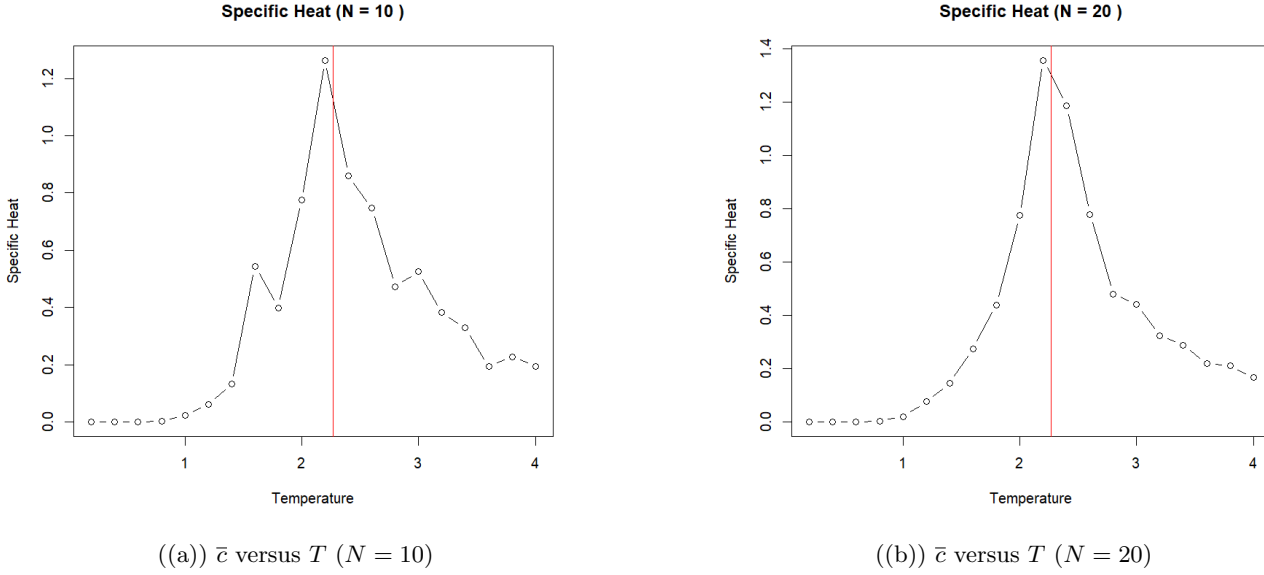 Specific Heat (N = 10 )
Specific Heat
1.2
1.0
0.8
0.6
0.4
0.2
0.0
1 2 3 4
Temperature
((a)) c̅ versus T (N = 10)
Specific Heat (N = 20 )
Specific Heat
1.4
1.2
1.0
0.8
0.6
0.4
0.2
0.0
1 2 3 4
Temperature
((b)) c̅ versus T (N = 20)